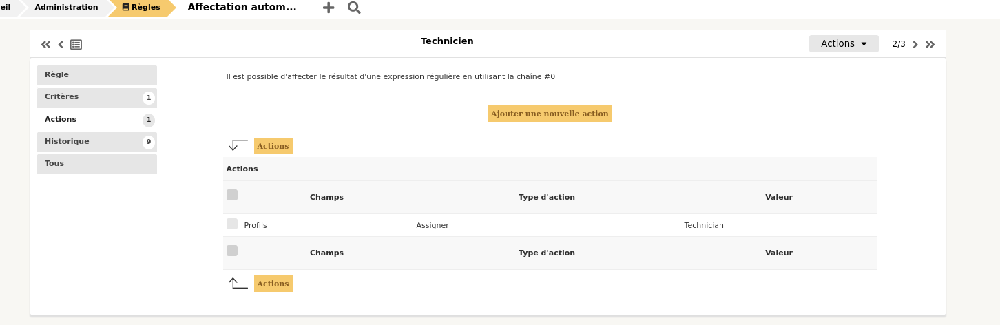 eil Administration Règles Affectation autom...
Technicien Actions 2/3
Règle
Il est possible d'affecter le résultat d'une expression régulière en utilisant la chaîne #0
Critères 1
Ajouter une nouvelle action
Actions 1
Historique 9
Actions
Tous
Actions
Champs Type d'action Valeur
Profils Assigner Technician
Champs Type d'action Valeur
Actions